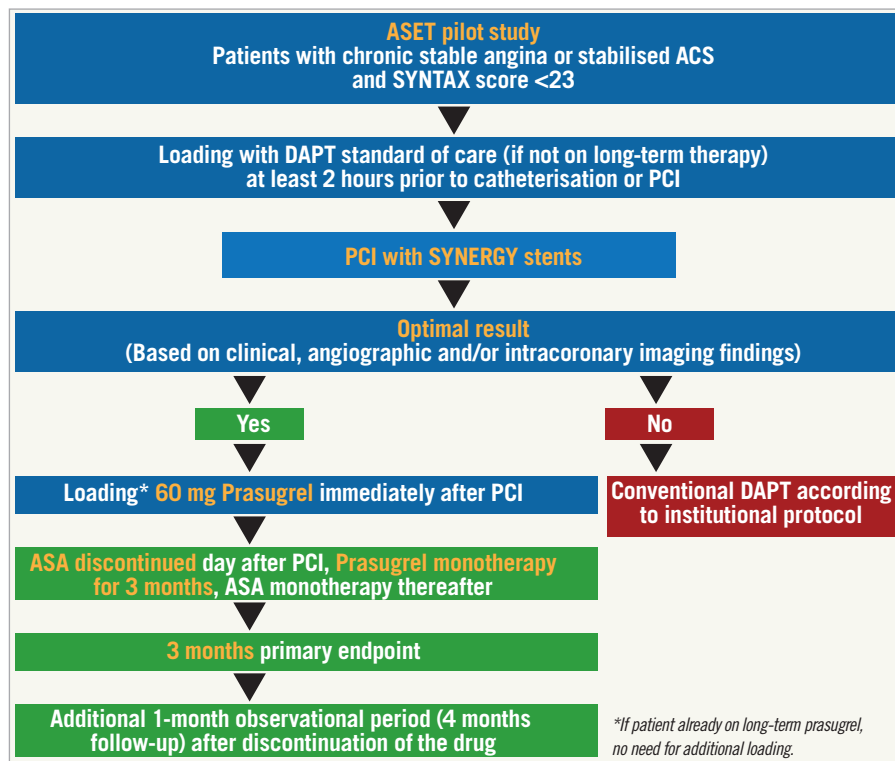 ASET pilot study
Patients with chronic stable angina or stabilised ACS
and SYNTAX score <23
Loading with DAPT standard of care (if not on long-term therapy)
at least 2 hours prior to catheterisation or PCI
PCI with SYNERGY stents
Optimal result
(Based on clinical, angiographic and/or intracoronary imaging findings)
Yes
No
Loading* 60 mg Prasugrel immediately after PCI
Conventional DAPT according
to institutional protocol
ASA discontinued day after PCI, Prasugrel monotherapy
for 3 months, ASA monotherapy thereafter
3 months primary endpoint
Additional 1-month observational period (4 months
follow-up) after discontinuation of the drug
*If patient already on long-term prasugrel,
no need for additional loading.